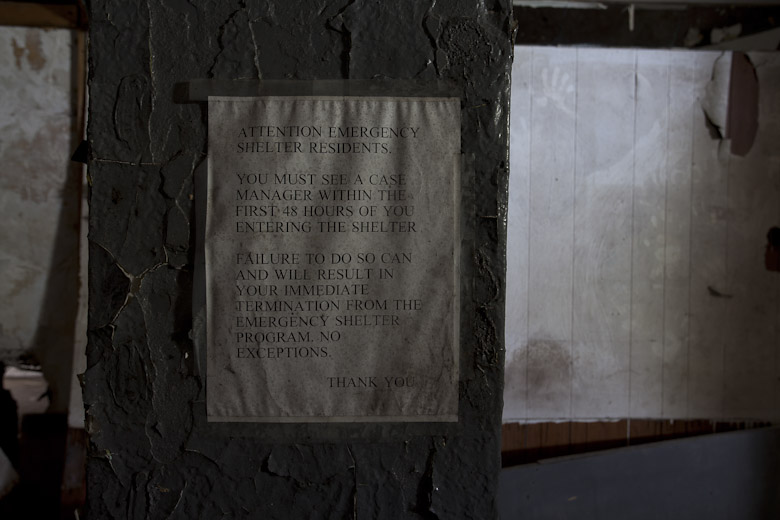 ATTENTION EMERGENCY
SHELTER RESIDENTS.
YOU MUST SEE A CASE
MANAGER WITHIN THE
FIRST 48 HOURS OF YOU
ENTERING THE SHELTER
FAILURE TO DO SO CAN
AND WILL RESULT IN
YOUR IMMEDIATE
TERMINATION FROM THE
EMERGENCY SHELTER
PROGRAM. NO
EXCEPTIONS.
THANK YOU